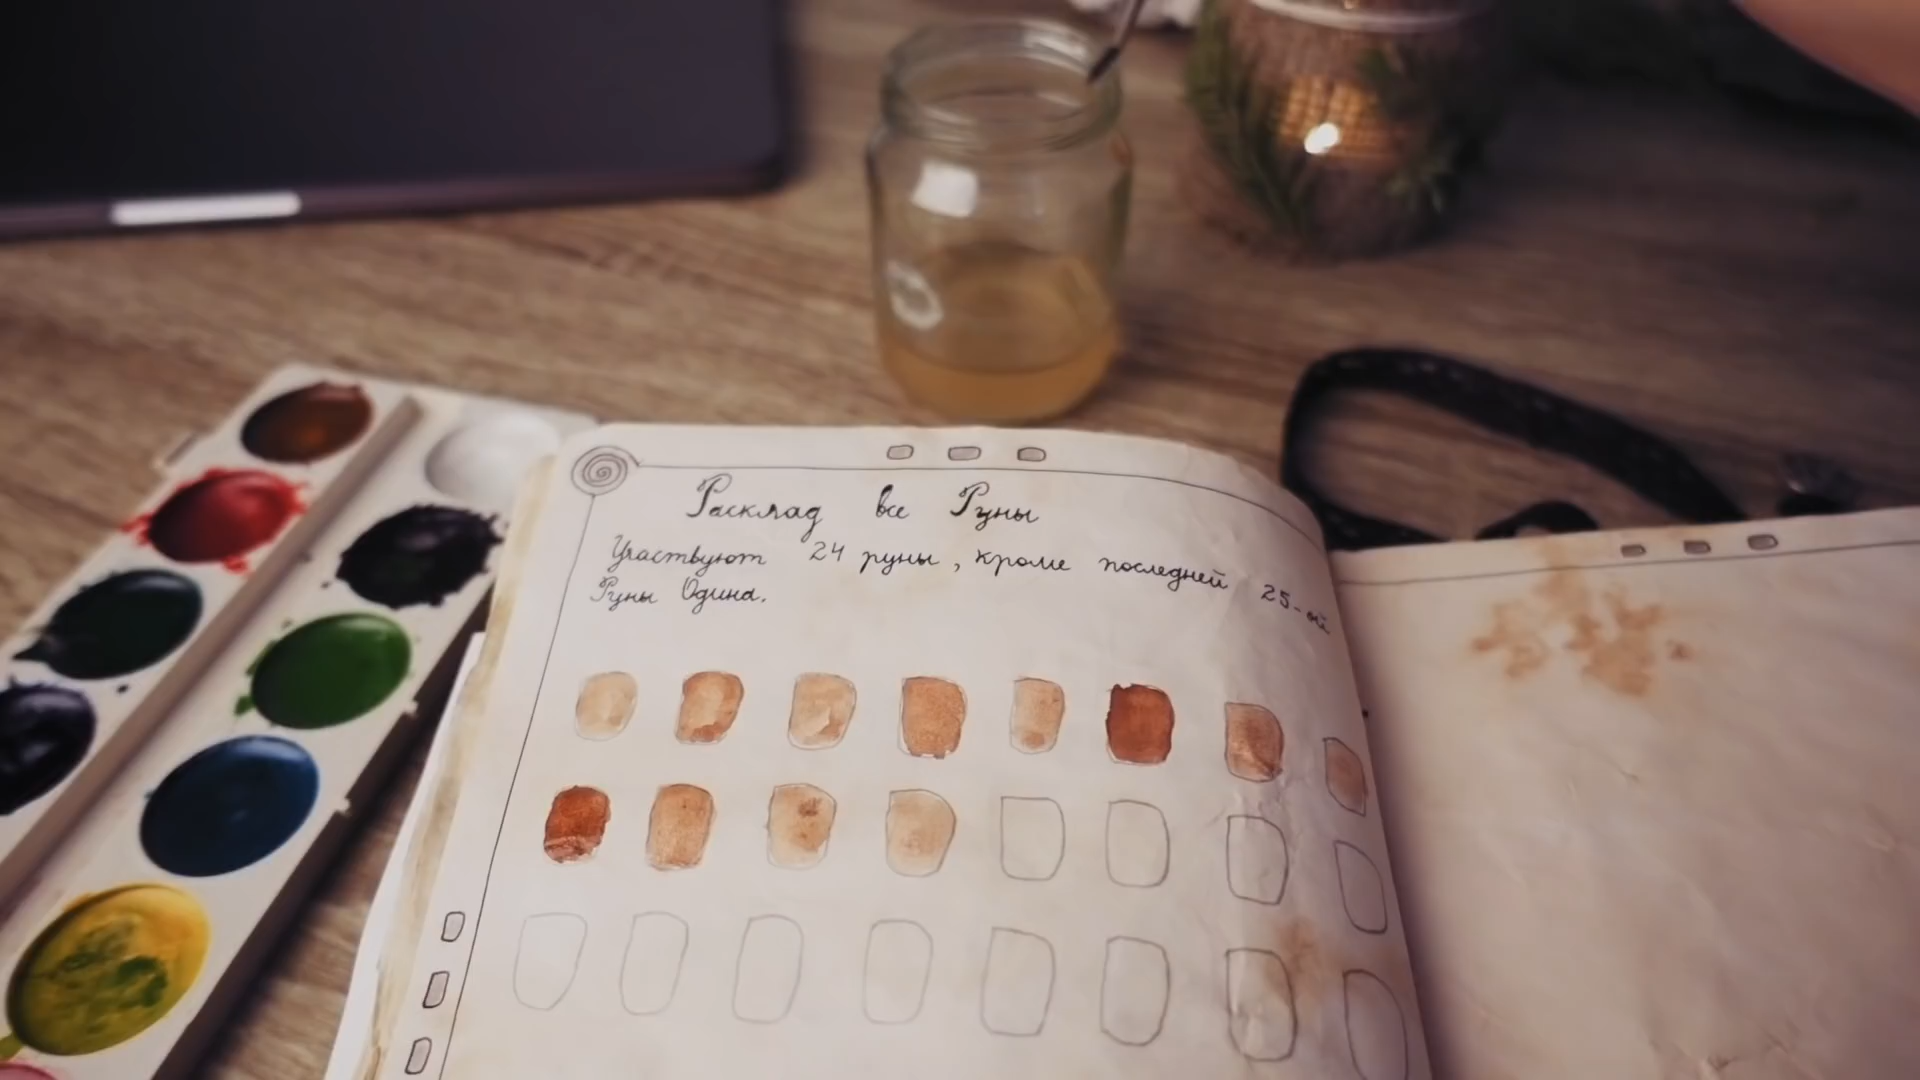 Расклад все Руны
Участвуют 24 руны, кроме последней 25-ой
Руны Одина.